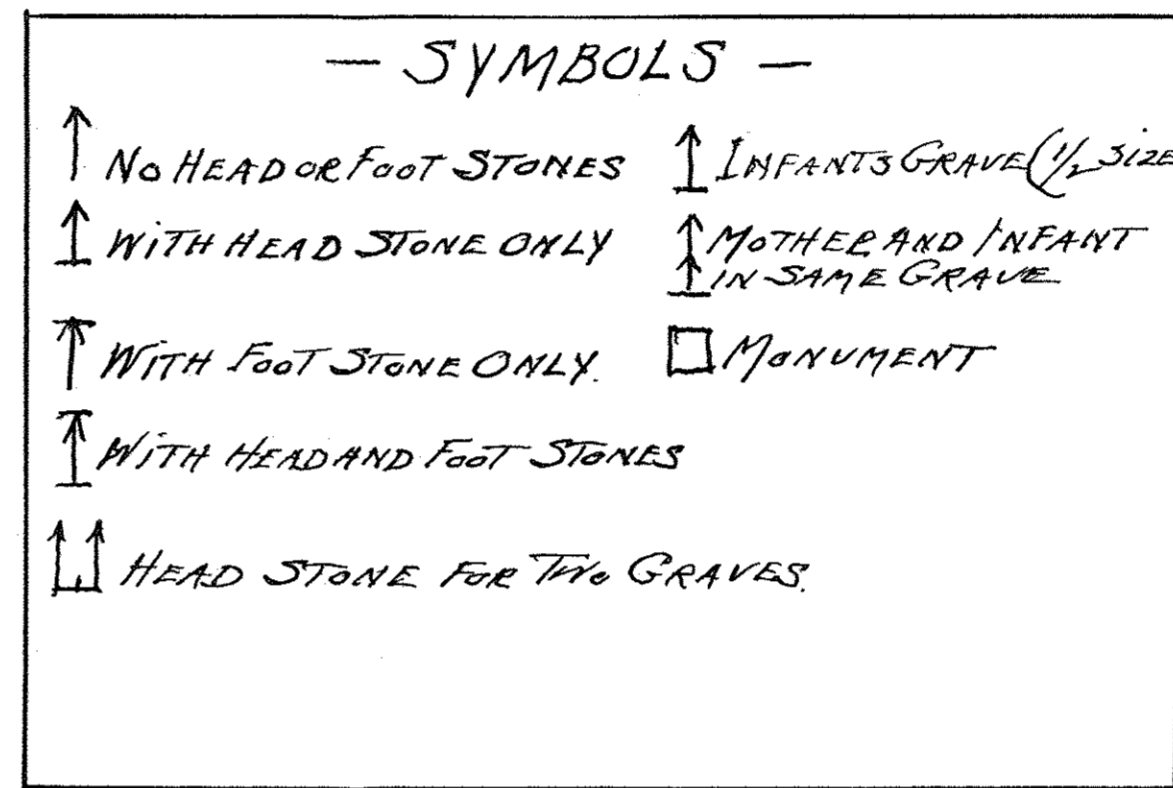 — SYMBOLS —
NO HEAD OR FOOT STONES
WITH HEAD STONE ONLY
WITH FOOT STONE ONLY.
WITH HEAD AND FOOT STONES
HEAD STONE FOR TWO GRAVES.
INFANTS GRAVE (1/2 SIZE
MOTHER AND INFANT
IN SAME GRAVE
MONUMENT